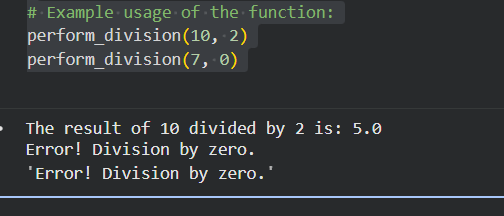 # Example usage of the function:
perform_division(10, 2)
perform_division(7, 0)
The result of 10 divided by 2 is: 5.0
Error! Division by zero.
'Error! Division by zero.'